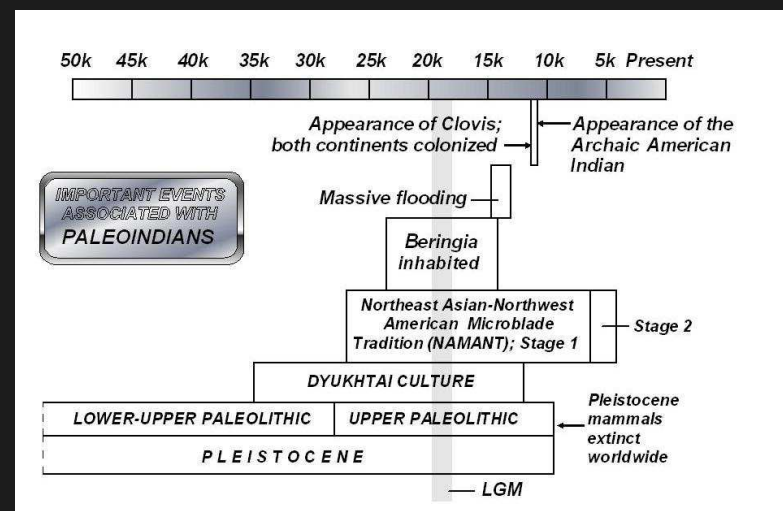 50k 45k 40k 35k 30k 25k 20k 15k 10k 5k Present
Appearance of Clovis;
both continents colonized
Appearance of the
Archaic American
Indian
IMPORTANT EVENTS
ASSOCIATED WITH
PALEOINDIANS
Massive flooding
Beringia
inhabited
Northeast Asian-Northwest
American Microblade
Tradition (NAMANT); Stage 1
Stage 2
DYUKHTAI CULTURE
LOWER-UPPER PALEOLITHIC
UPPER PALEOLITHIC
Pleistocene
mammals
extinct
worldwide
PLEISTOCENE
LGM